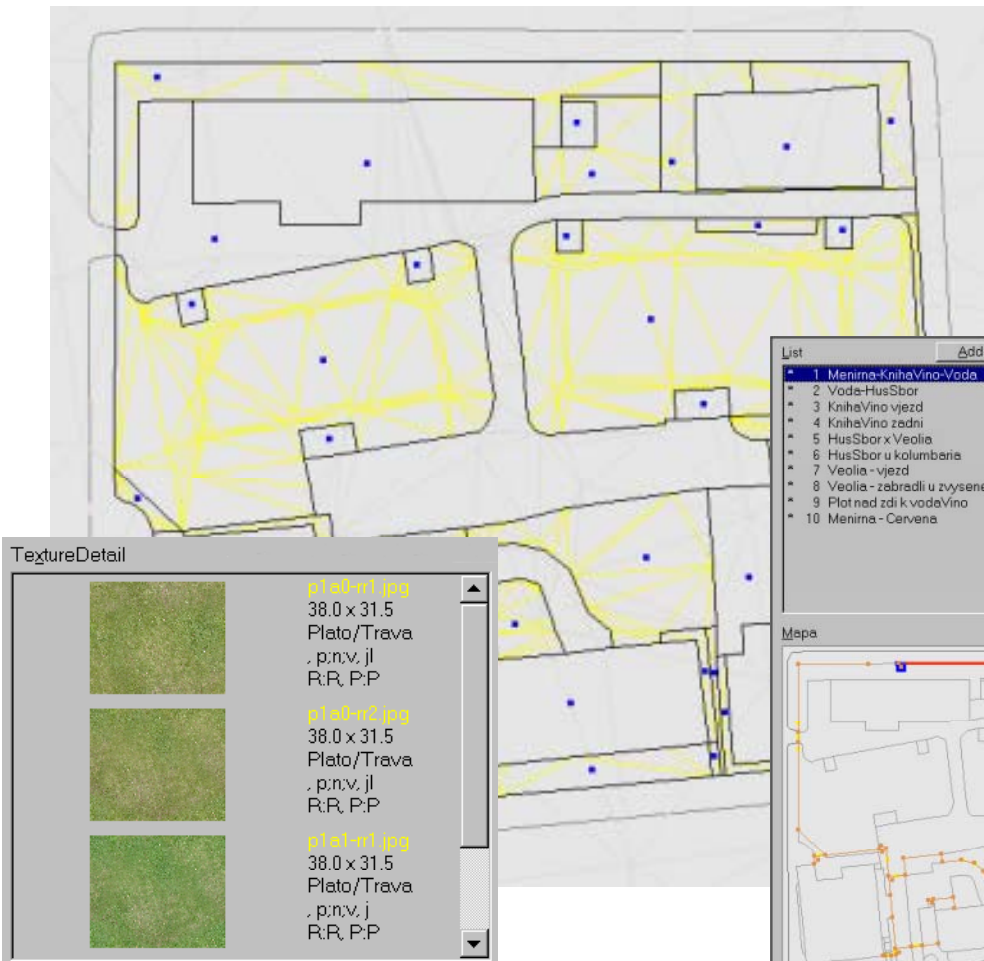 List
Add
1 Menirna-KnihaVino-Voda
2 Voda-HusSbor
3 KnihaVino vjezd
4 KnihaVino zadni
5 HusSbor x Veolia
6 HusSbor u kolumbaria
7 Veolia - vjezd
8 Veolia - zabradli u zvysene
9 Plot nad zdi k vodaVino
10 Menirna - Cervena
Mapa
TextureDetail
p1a0-rr1.jpg
38.0 x 31.5
Plato/Trava
, p;n;v, jl
R:R, P:P
p1a0-rr2.jpg
38.0 x 31.5
Plato/Trava
, p;n;v, jl
R:R, P:P
p1a1-rr1.jpg
38.0 x 31.5
Plato/Trava
, p;n;v, j
R:R, P:P